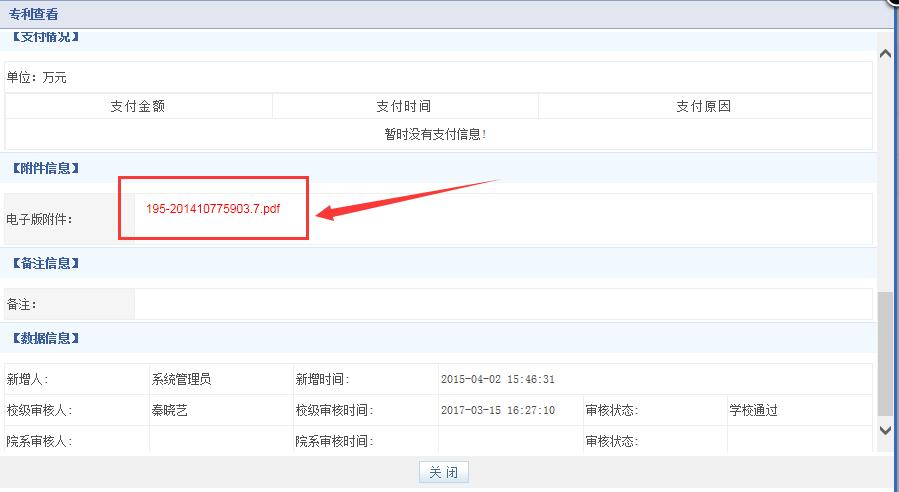 专利查看
【支付情况】
单位：万元
支付金额 支付时间 支付原因
暂时没有支付信息！
【附件信息】
电子版附件： 195-201410775903.7.pdf
【备注信息】
备注：
【数据信息】
新增人： 系统管理员 新增时间： 2015-04-02 15:46:31
校级审核人： 秦晓艺 校级审核时间： 2017-03-15 16:27:10 审核状态： 学校通过
院系审核人： 院系审核时间： 审核状态：
关 闭